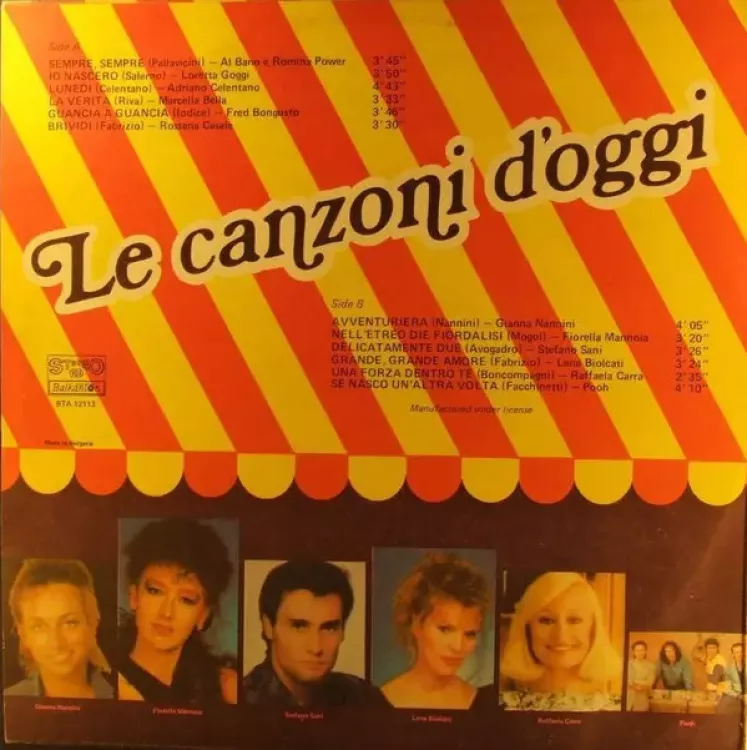 Side A
SEMPRE, SEMPRE (Pallavicini) — Al Bano e Romina Power 3'45"
IO NASCERO (Salerno) — Loretta Goggi 3'50"
LUNEDI (Celentano) — Adriano Celentano 4'43"
LA VERITA (Riva) — Marcella Bella 3'33"
GUANCIA A GUANCIA (Iodice) — Fred Bongusto 3'46"
BRIVIDI (Fabrizio) — Rossana Casale 3'30"
Le canzoni d'oggi
Side B
AVVENTURIERA (Nannini) — Gianna Nannini 4'05"
NELL'ETREO DIE FIORDALISI (Mogol) — Fiorella Mannoia 3'20"
DELICATAMENTE DUE (Avogadro) — Stefano Sani 3'26"
GRANDE, GRANDE AMORE (Fabrizio) — Lena Biolcati 3'24"
UNA FORZA DENTRO TE (Boncompagni) — Raffaela Carra 2'35"
SE NASCO UN'ALTRA VOLTA (Facchinetti) — Pooh 4'10"
Manufactured under license
STEREO
Balkanton
BTA 12113
Made in Bulgaria
Gianna Nannini
Fiorella Mannoia
Stefano Sani
Lena Biolcati
Raffaela Carra
Pooh